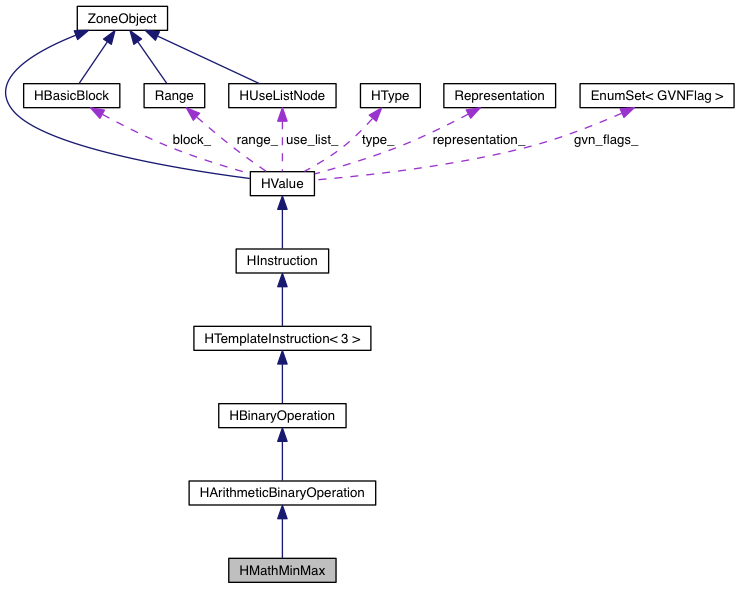 ZoneObject
HBasicBlock
Range
HUseListNode
HType
Representation
EnumSet< GVNFlag >
block_
range_
use_list_
type_
representation_
gvn_flags_
HValue
HInstruction
HTemplateInstruction< 3 >
HBinaryOperation
HArithmeticBinaryOperation
HMathMinMax